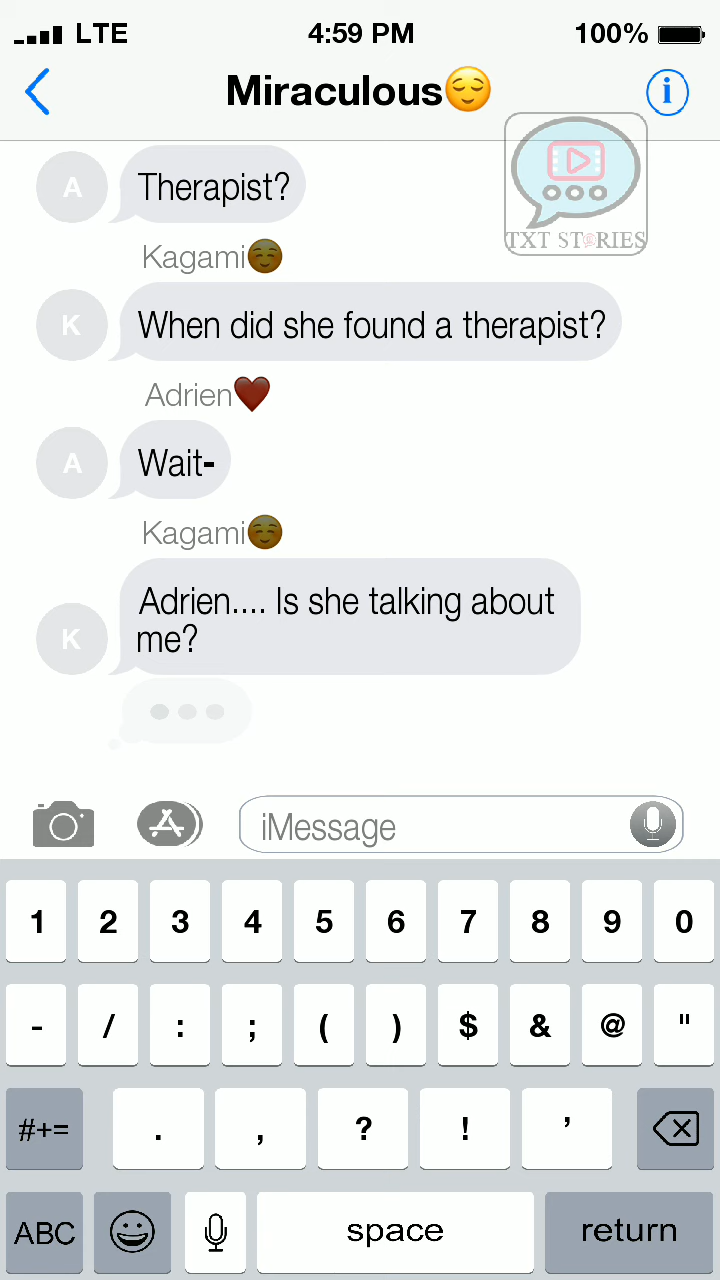 LTE 4:59 PM 100%
Miraculous😌
TXT STORIES
A Therapist?
Kagami☺️
K When did she found a therapist?
Adrien❤️
A Wait-
Kagami☺️
Adrien.... Is she talking about
K me?
iMessage
1 2 3 4 5 6 7 8 9 0
- / : ; ( ) $ & @ "
#+= . , ? ! ’
ABC space return